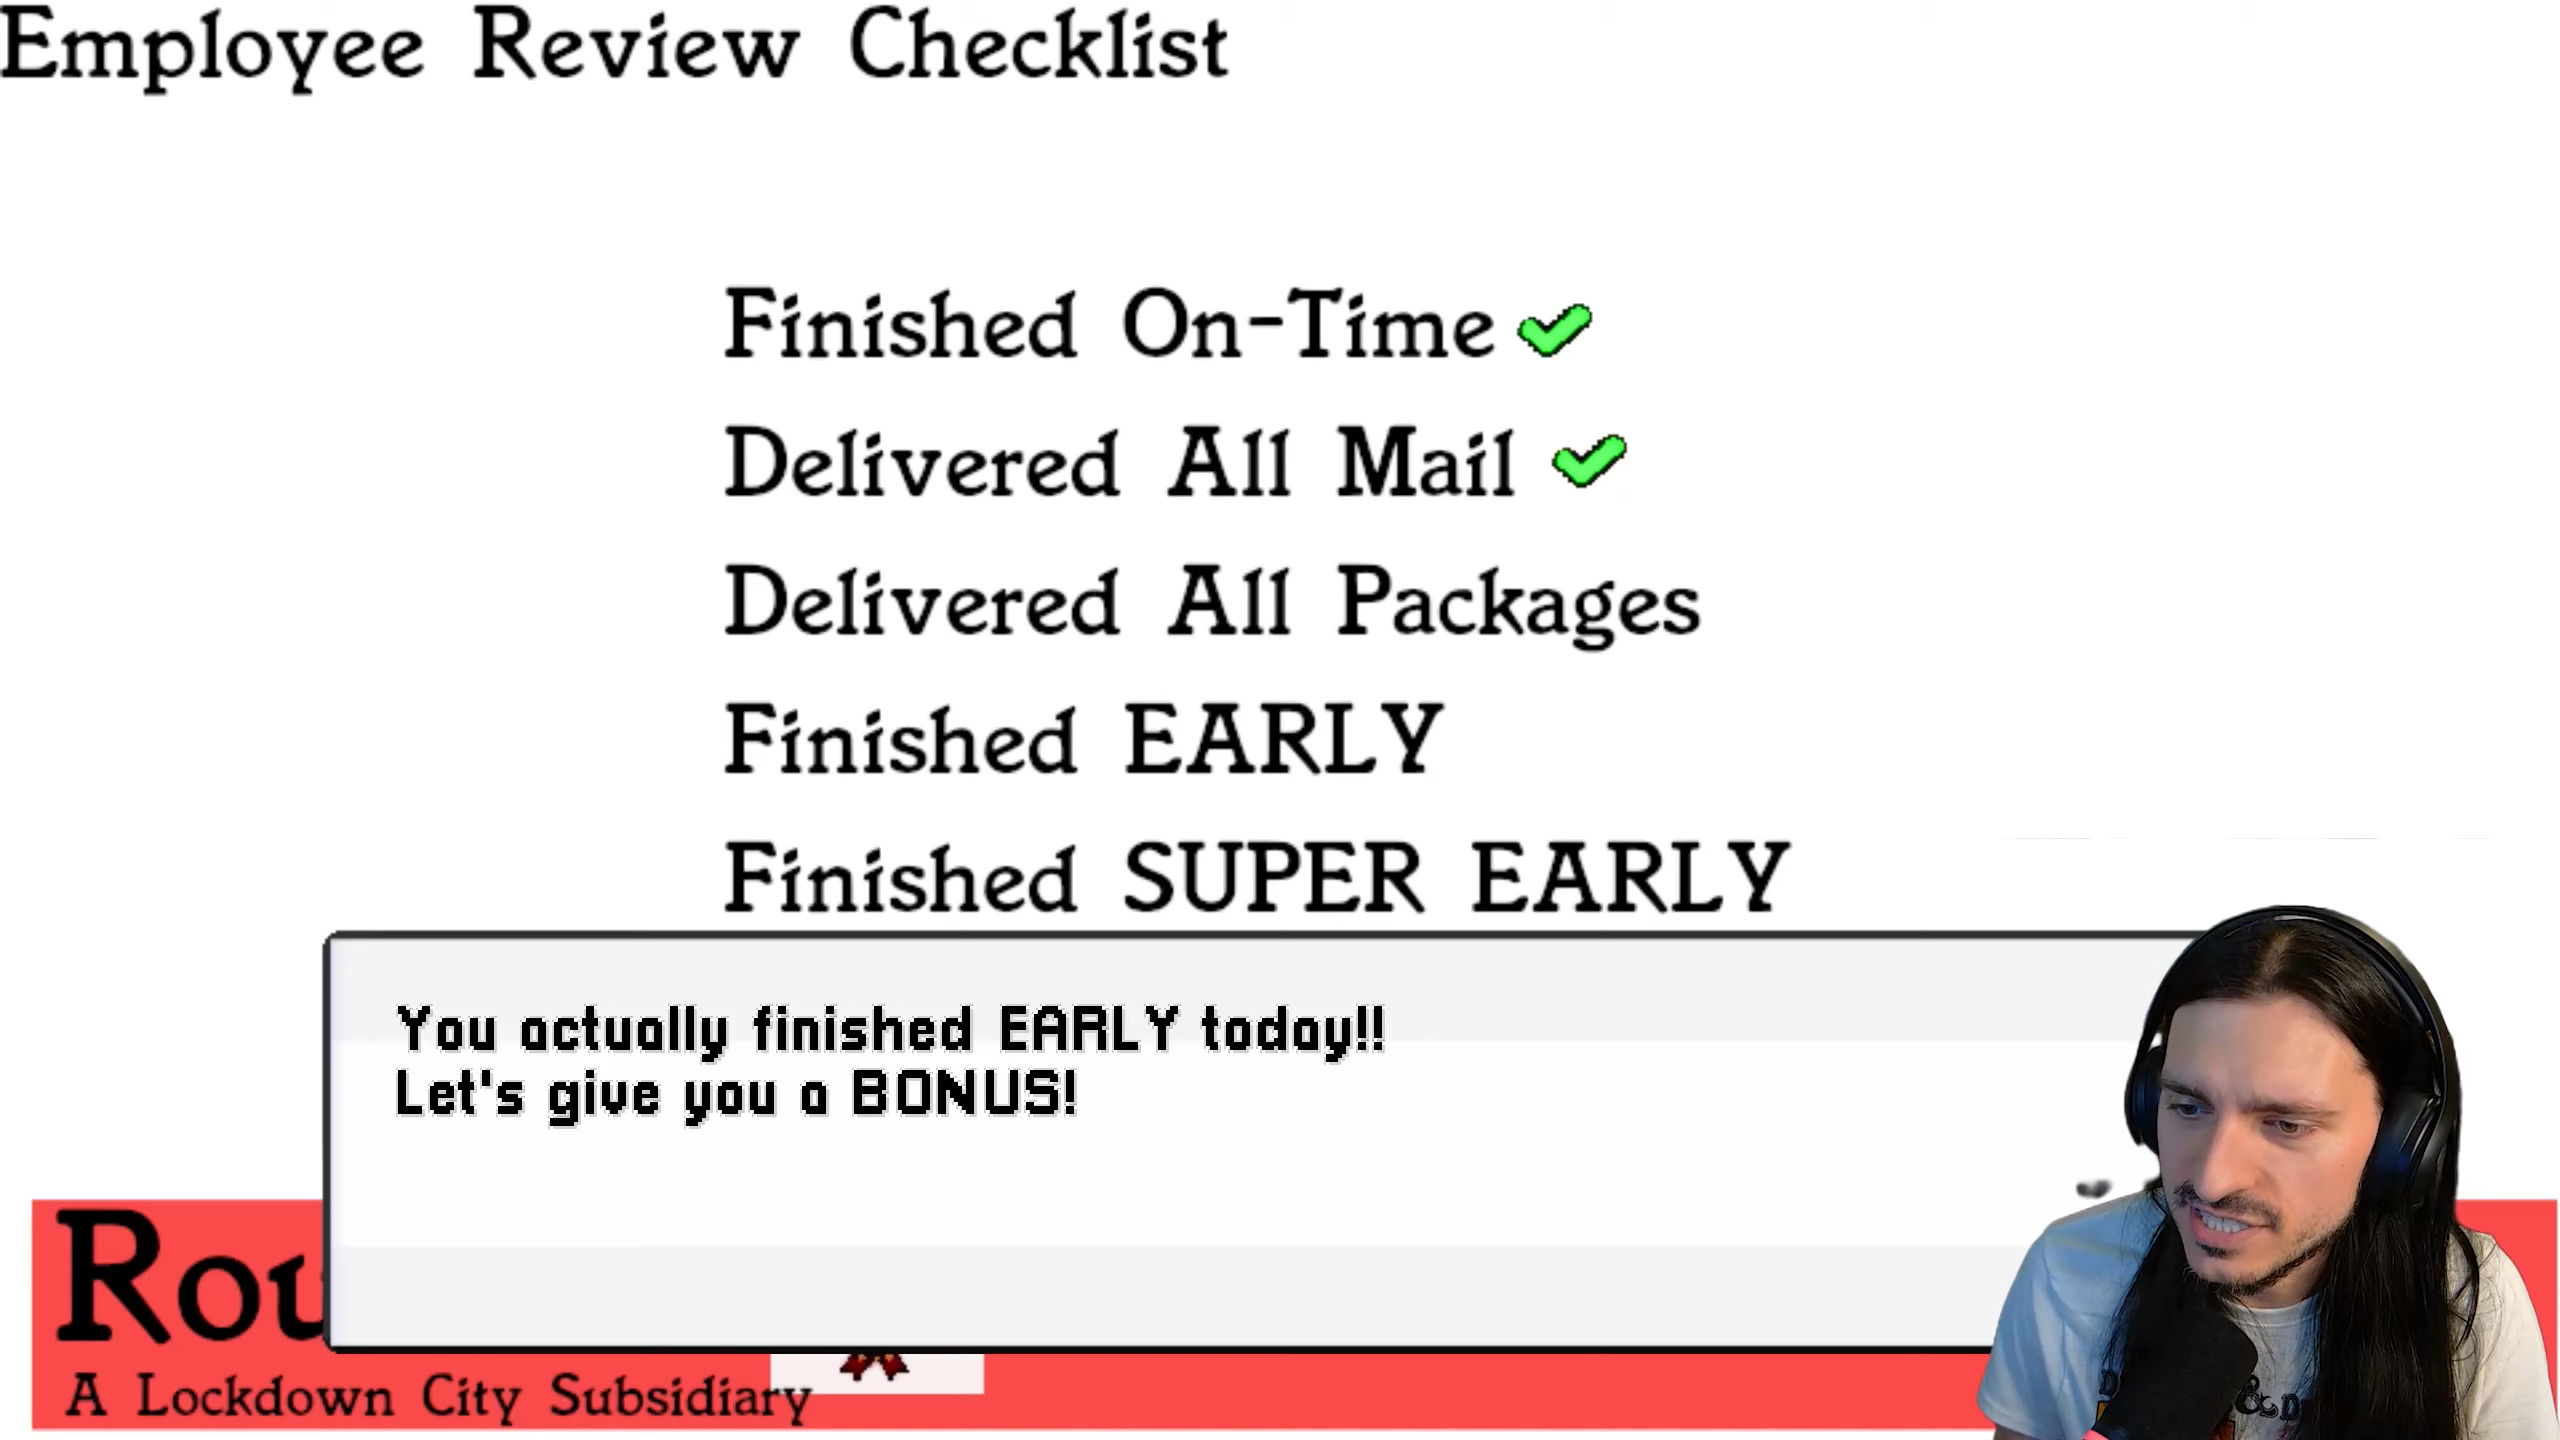 Employee Review Checklist
Finished On-Time
Delivered All Mail
Delivered All Packages
Finished EARLY
Finished SUPER EARLY
You actually finished EARLY today!!
Let's give you a BONUS!
A Lockdown City Subsidiary